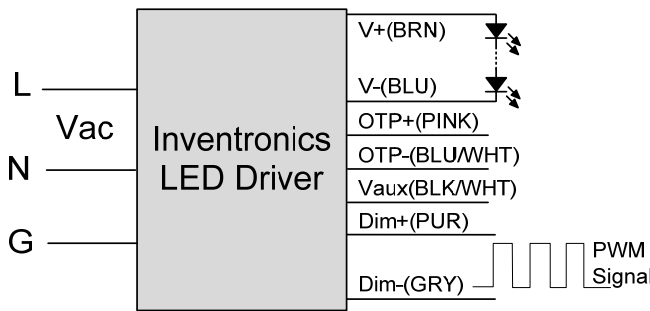 L
Vac
N
G
Inventronics
LED Driver
V+(BRN)
V-(BLU)
OTP+(PINK)
OTP-(BLU/WHT)
Vaux(BLK/WHT)
Dim+(PUR)
Dim-(GRY)
PWM
Signal